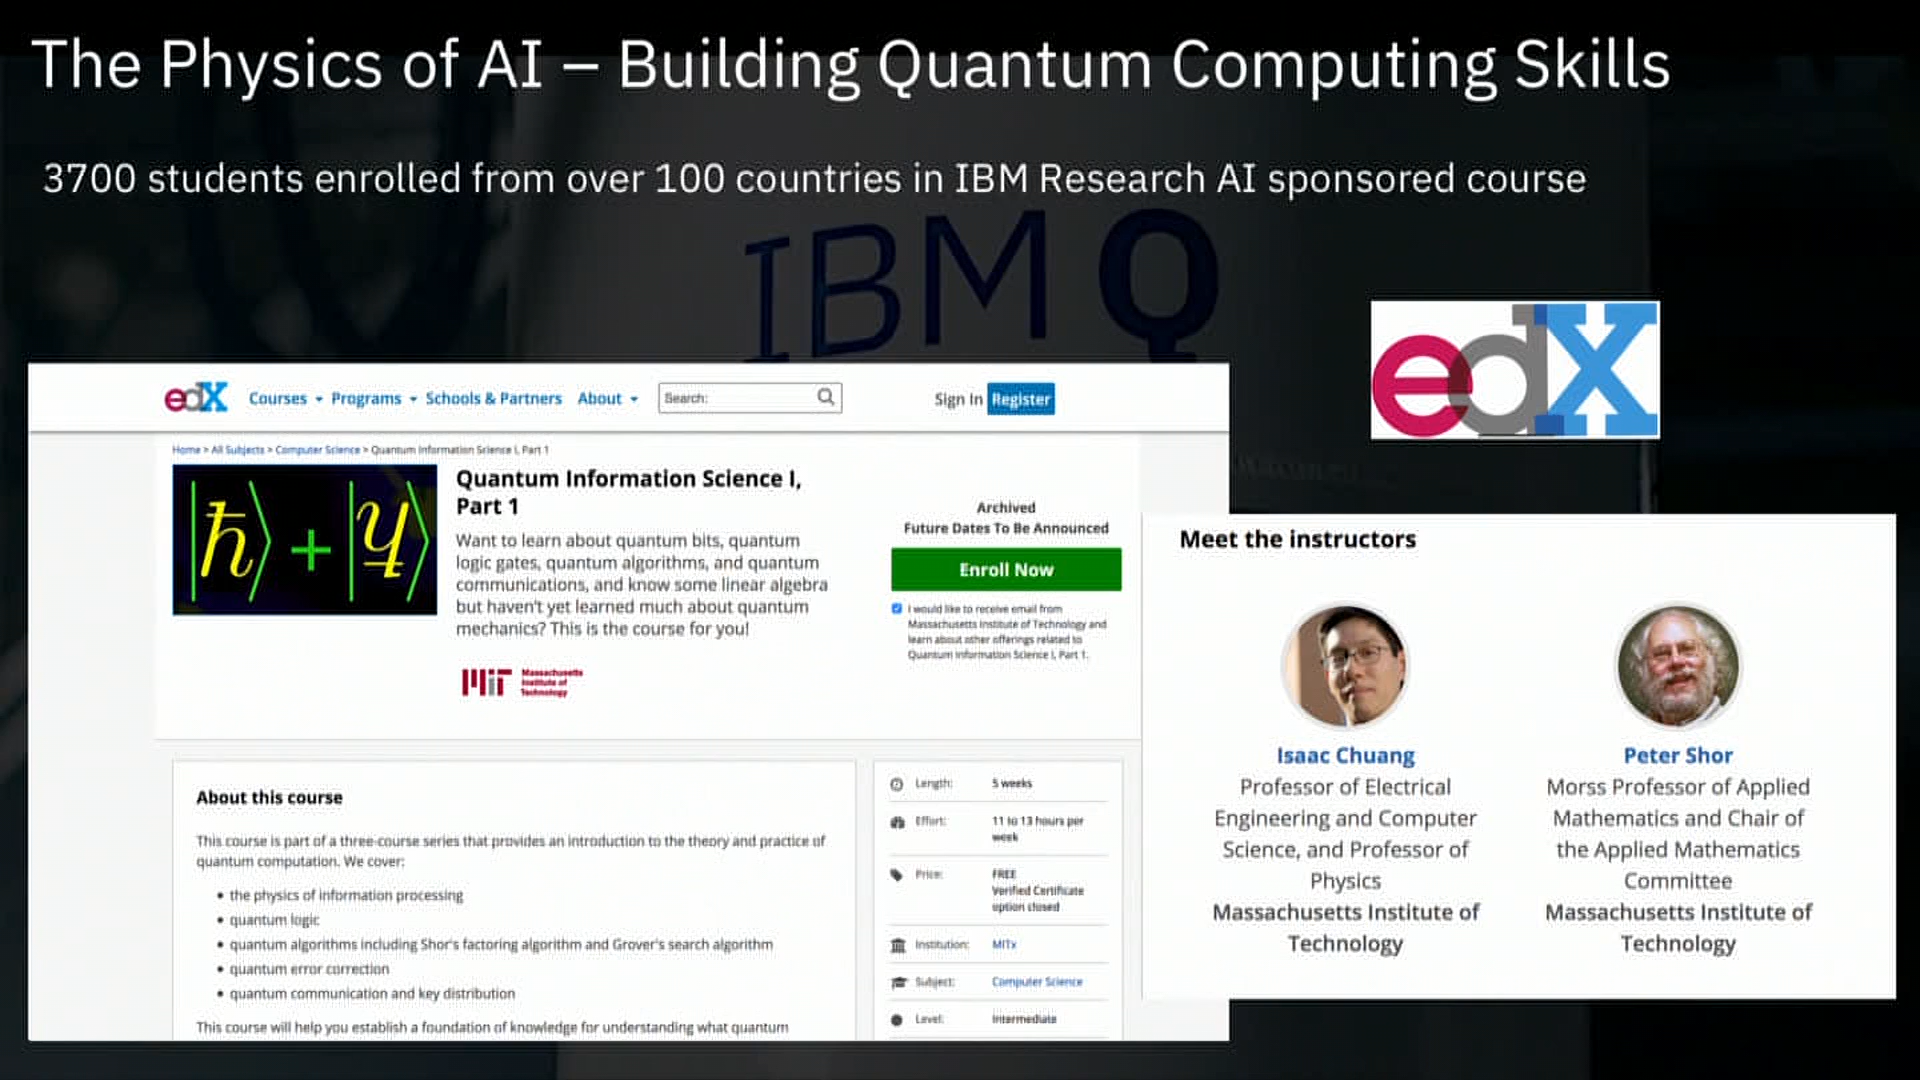 The Physics of AI – Building Quantum Computing Skills
3700 students enrolled from over 100 countries in IBM Research AI sponsored course
IBM Q
edX
edX Courses Programs Schools & Partners About Search: Sign In Register
Home > All Subjects > Computer Science > Quantum Information Science I, Part 1
|ħ⟩ + |y⟩
Quantum Information Science I,
Part 1
Want to learn about quantum bits, quantum
logic gates, quantum algorithms, and quantum
communications, and know some linear algebra
but haven't yet learned much about quantum
mechanics? This is the course for you!
MIT Massachusetts
Institute of
Technology
Archived
Future Dates To Be Announced
Enroll Now
I would like to receive email from
Massachusetts Institute of Technology and
learn about other offerings related to
Quantum Information Science I, Part 1.
About this course
This course is part of a three-course series that provides an introduction to the theory and practice of
quantum computation. We cover:
• the physics of information processing
• quantum logic
• quantum algorithms including Shor's factoring algorithm and Grover's search algorithm
• quantum error correction
• quantum communication and key distribution
This course will help you establish a foundation of knowledge for understanding what quantum
Length: 5 weeks
Effort: 11 to 13 hours per
week
Price: FREE
Verified Certificate
option closed
Institution: MITx
Subject: Computer Science
Level: Intermediate
Meet the instructors
Isaac Chuang
Professor of Electrical
Engineering and Computer
Science, and Professor of
Physics
Massachusetts Institute of
Technology
Peter Shor
Morss Professor of Applied
Mathematics and Chair of
the Applied Mathematics
Committee
Massachusetts Institute of
Technology